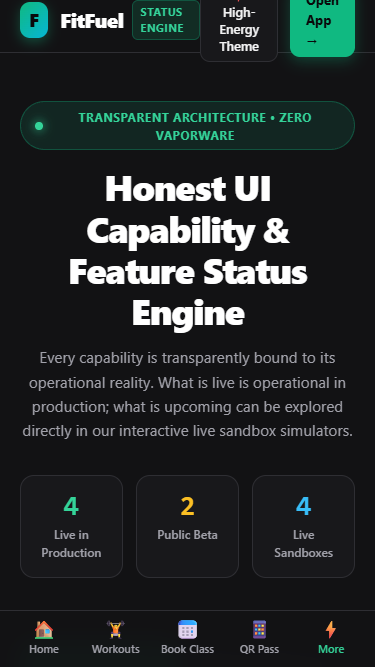 F FitFuel
STATUS
ENGINE
High-
Energy
Theme
Open
App
→
TRANSPARENT ARCHITECTURE • ZERO
VAPORWARE
Honest UI
Capability &
Feature Status
Engine
Every capability is transparently bound to its
operational reality. What is live is operational in
production; what is upcoming can be explored
directly in our interactive live sandbox simulators.
4
Live in
Production
2
Public Beta
4
Live
Sandboxes
Home
Workouts
Book Class
QR Pass
More